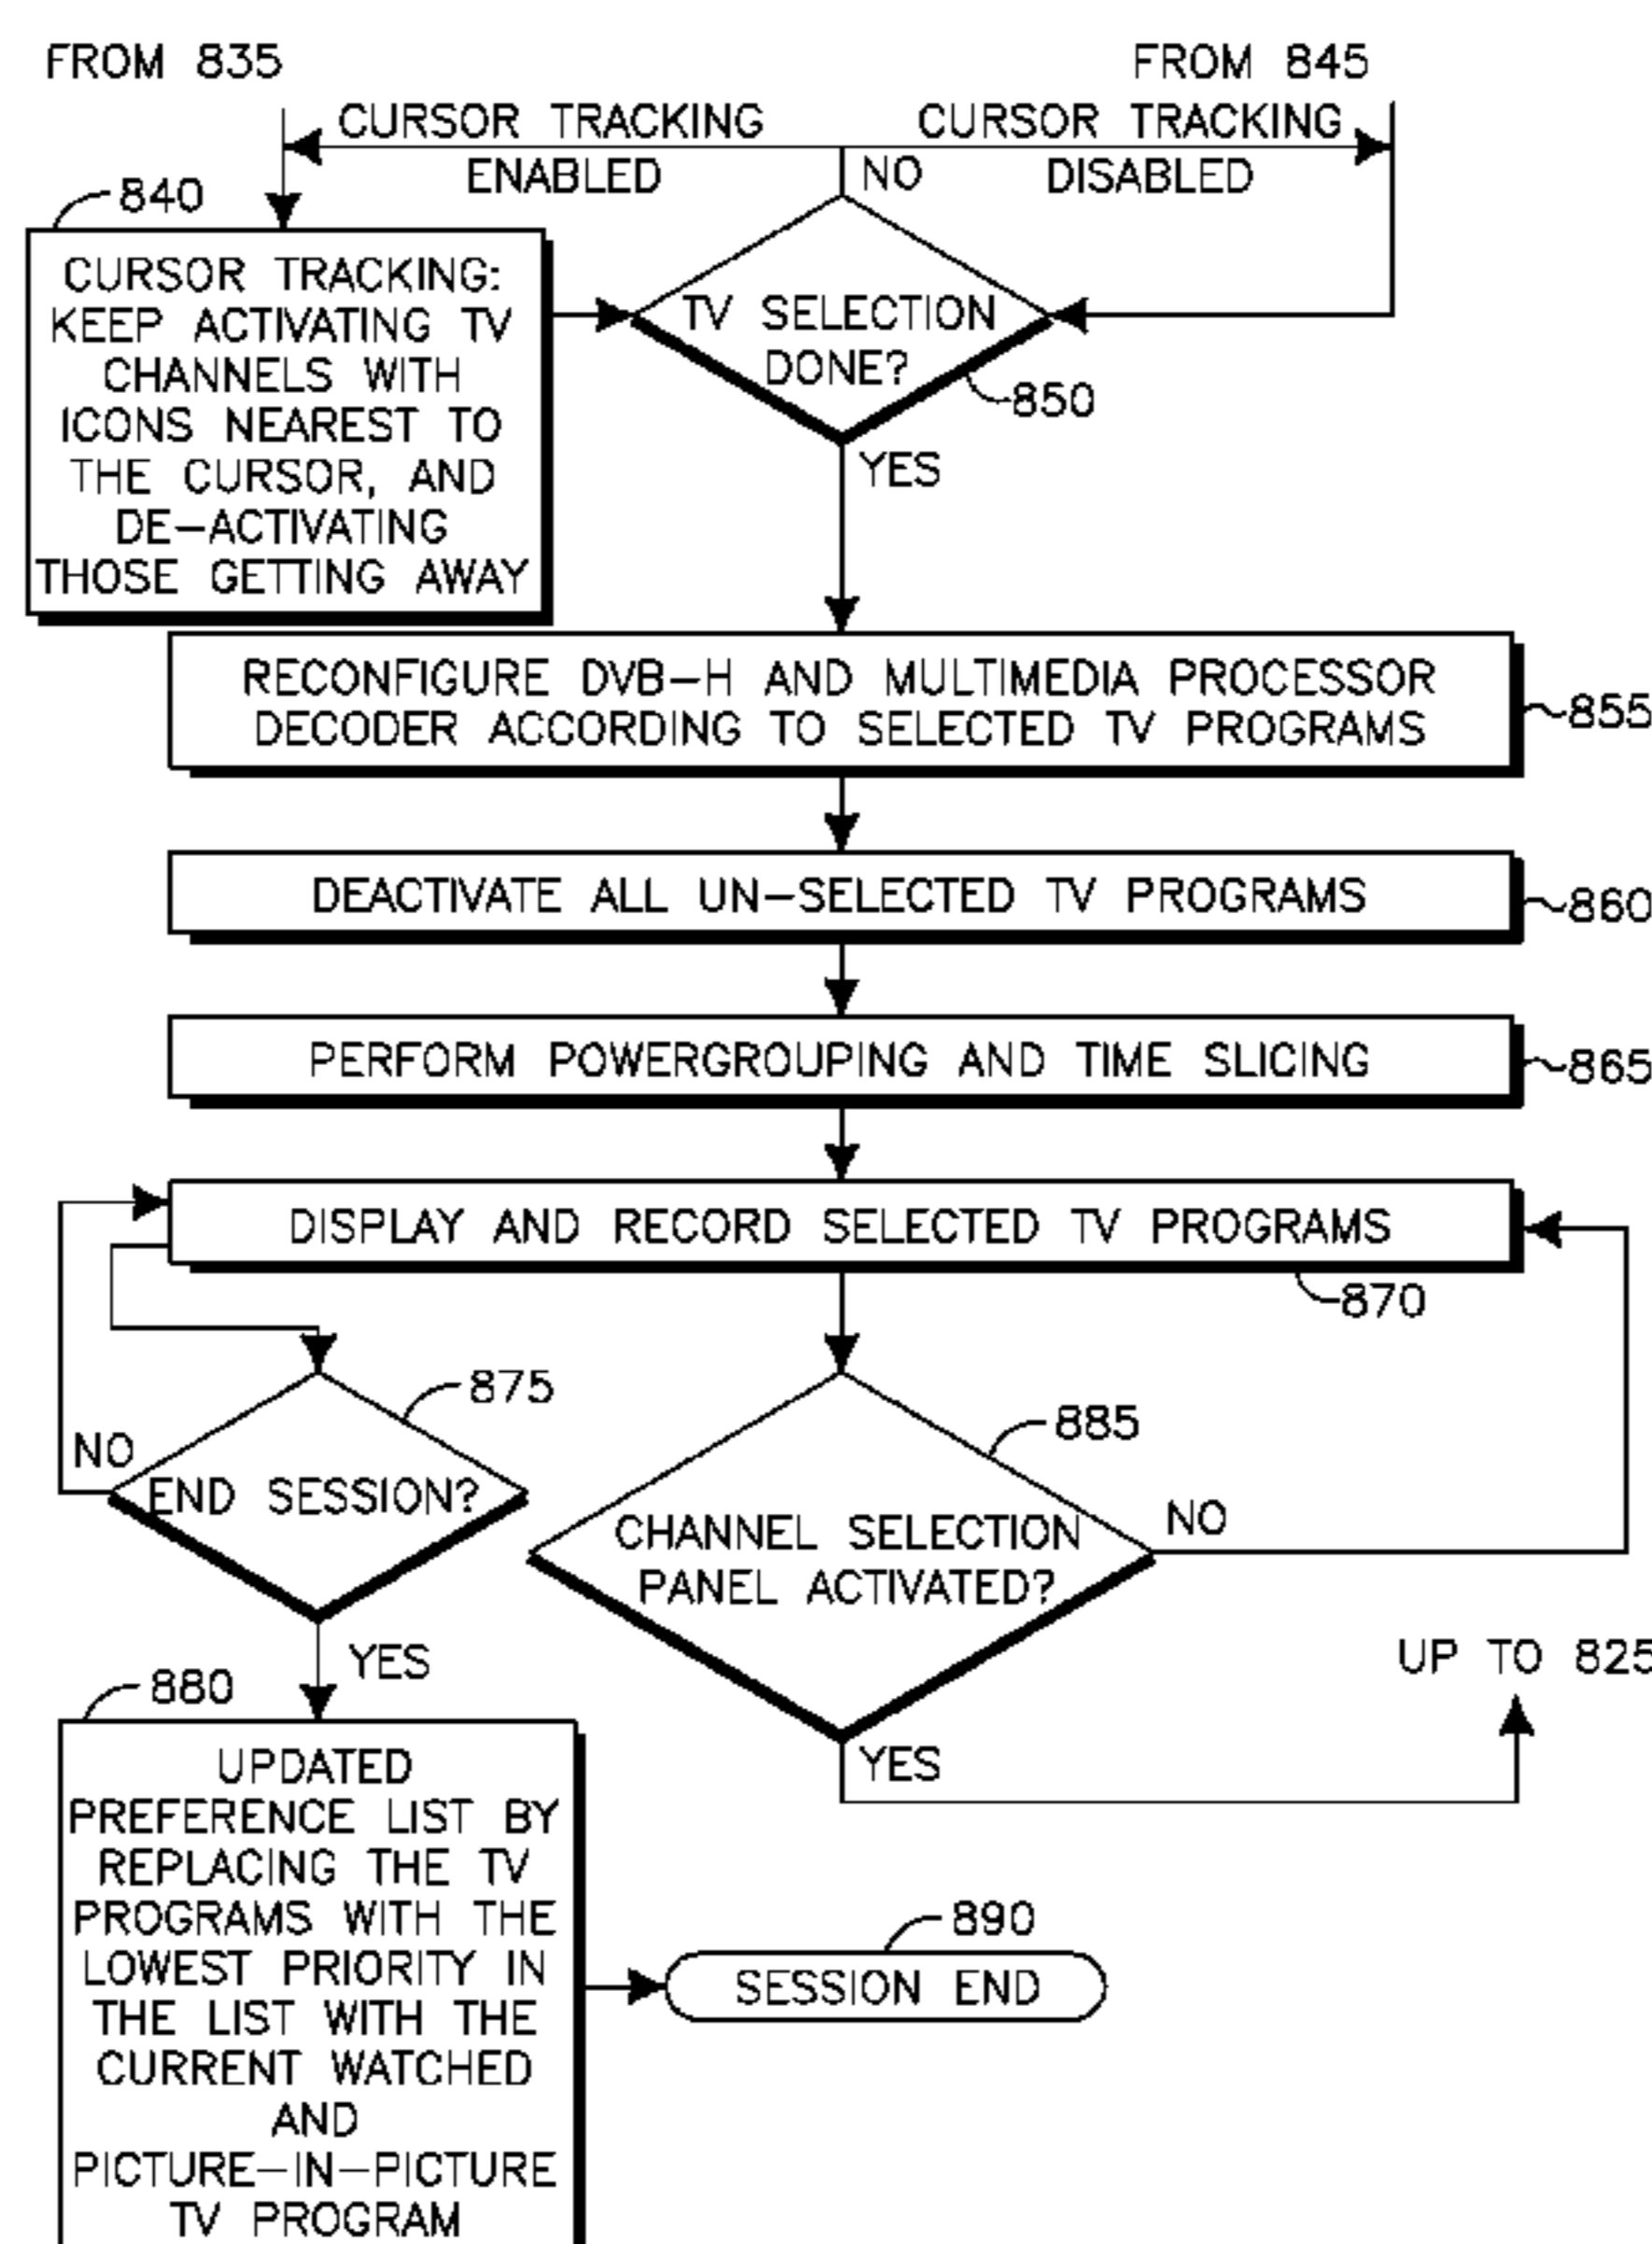 FROM 835
FROM 845
CURSOR TRACKING
ENABLED
CURSOR TRACKING
DISABLED
NO
840
CURSOR TRACKING:
KEEP ACTIVATING TV
CHANNELS WITH
ICONS NEAREST TO
THE CURSOR, AND
DE-ACTIVATING
THOSE GETTING AWAY
TV SELECTION
DONE?
850
YES
RECONFIGURE DVB-H AND MULTIMEDIA PROCESSOR
DECODER ACCORDING TO SELECTED TV PROGRAMS
855
DEACTIVATE ALL UN-SELECTED TV PROGRAMS
860
PERFORM POWERGROUPING AND TIME SLICING
865
DISPLAY AND RECORD SELECTED TV PROGRAMS
870
875
NO
END SESSION?
YES
885
CHANNEL SELECTION
PANEL ACTIVATED?
NO
YES
UP TO 825
880
UPDATED
PREFERENCE LIST BY
REPLACING THE TV
PROGRAMS WITH THE
LOWEST PRIORITY IN
THE LIST WITH THE
CURRENT WATCHED
AND
PICTURE-IN-PICTURE
TV PROGRAM
890
SESSION END